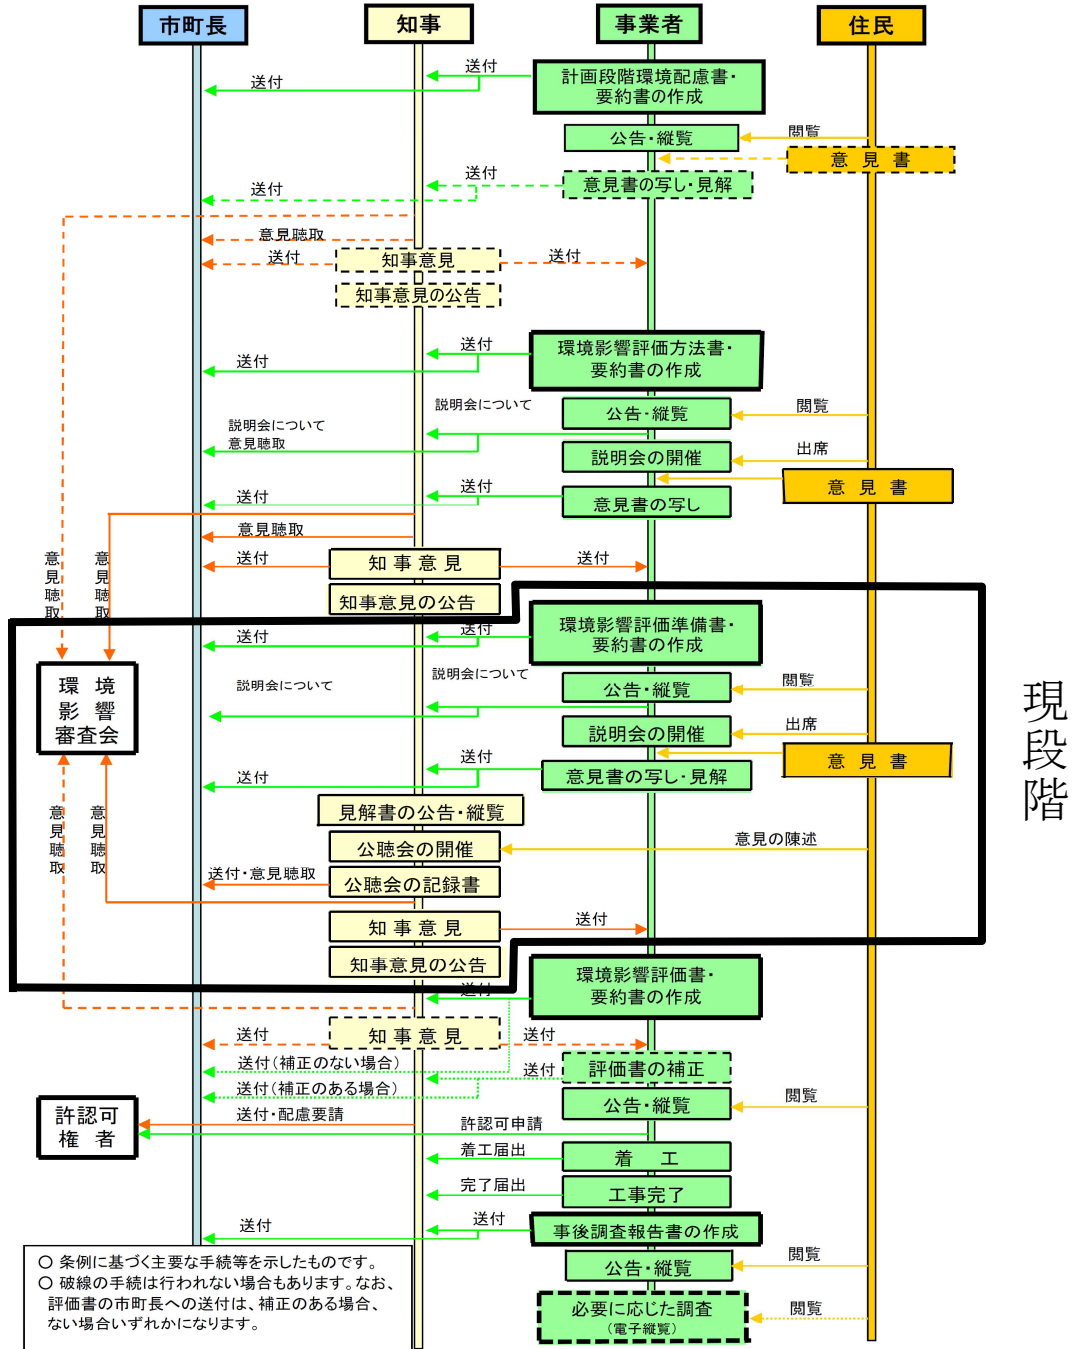 市町長
知事
事業者
住民
送付
送付
計画段階環境配慮書・
要約書の作成
公告・縦覧
閲覧
意 見 書
送付
送付
意見書の写し・見解
意見聴取
送付
知事意見
送付
知事意見の公告
送付
送付
環境影響評価方法書・
要約書の作成
公告・縦覧
閲覧
説明会について
説明会について
意見聴取
説明会の開催
出席
意 見 書
送付
送付
意見書の写し
意見聴取
送付
知 事 意 見
送付
知事意見の公告
意見聴取
意見聴取
送付
送付
環境影響評価準備書・
要約書の作成
環 境
影 響
審査会
公告・縦覧
閲覧
説明会について
説明会について
説明会の開催
出席
意 見 書
送付
送付
意見書の写し・見解
見解書の公告・縦覧
公聴会の開催
意見の陳述
送付・意見聴取
公聴会の記録書
意見聴取
意見聴取
知 事 意 見
送付
知事意見の公告
現段階
送付
環境影響評価書・
要約書の作成
送付
知 事 意 見
送付
送付(補正のない場合)
送付
評価書の補正
送付(補正のある場合)
公告・縦覧
閲覧
許認可
権 者
送付・配慮要請
許認可申請
着工届出
着 工
完了届出
工事完了
送付
送付
事後調査報告書の作成
公告・縦覧
閲覧
必要に応じた調査
(電子縦覧)
閲覧
○ 条例に基づく主要な手続等を示したものです。
○ 破線の手続は行われない場合もあります。なお、
評価書の市町長への送付は、補正のある場合、
ない場合いずれかになります。